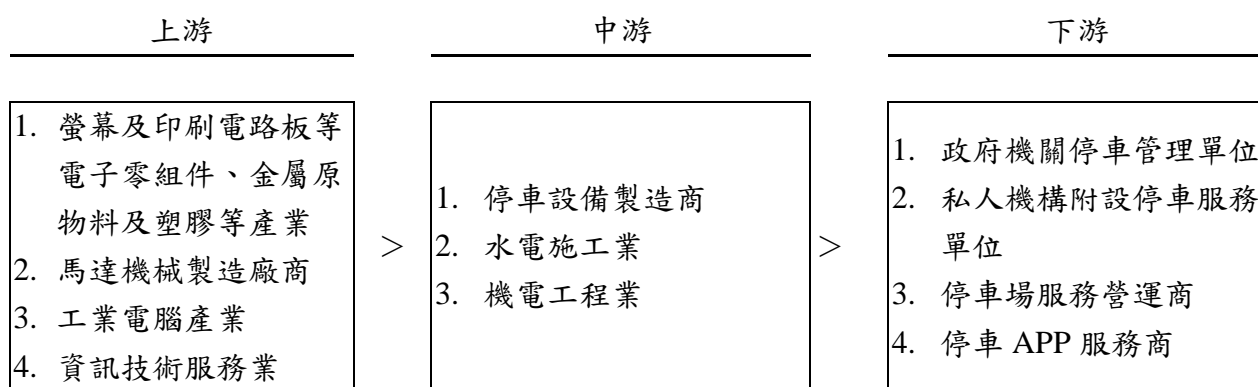 上游
1. 螢幕及印刷電路板等
電子零組件、金屬原
物料及塑膠等產業
2. 馬達機械製造廠商
3. 工業電腦產業
4. 資訊技術服務業
>
中游
1. 停車設備製造商
2. 水電施工業
3. 機電工程業
>
下游
1. 政府機關停車管理單位
2. 私人機構附設停車服務
單位
3. 停車場服務營運商
4. 停車 APP 服務商